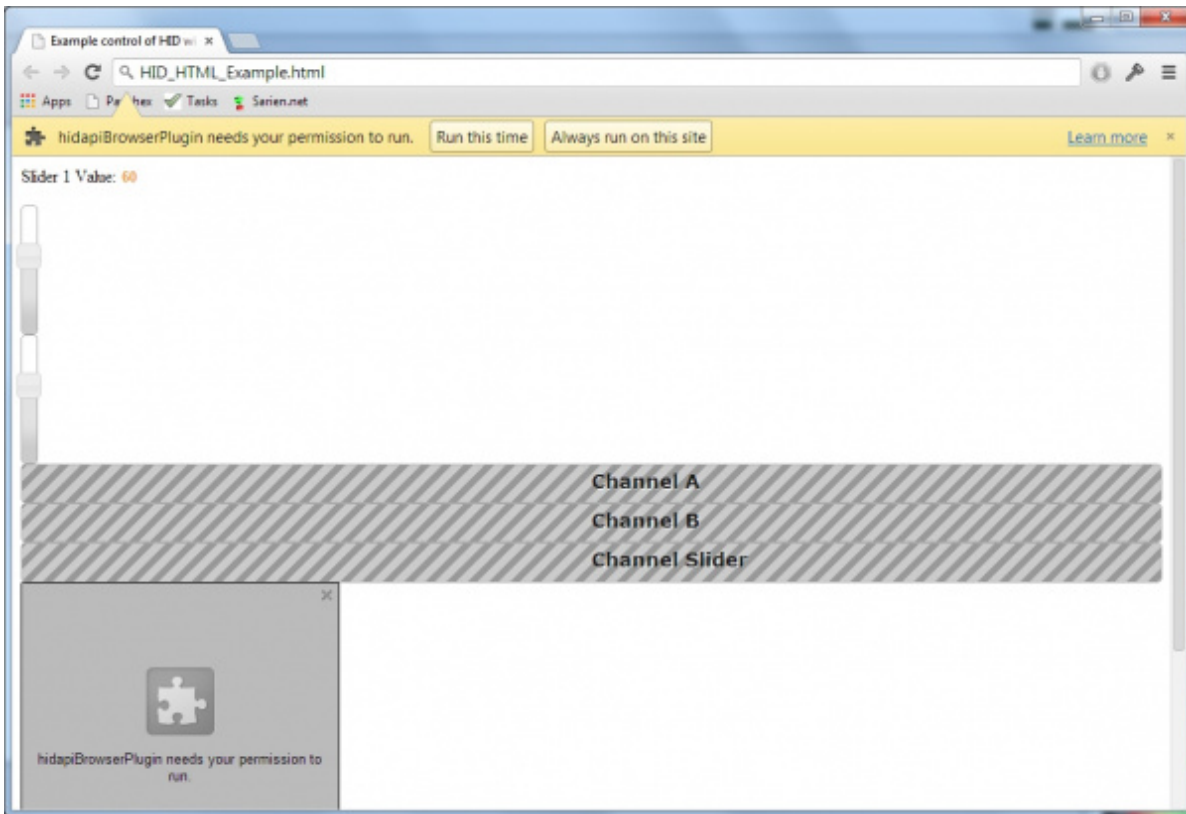 Example control of HID wi
HID_HTML_Example.html
Apps Tasks Sarien.net
hidapiBrowserPlugin needs your permission to run. Run this time Always run on this site Learn more
Slider 1 Value: 60
Channel A
Channel B
Channel Slider
hidapiBrowserPlugin needs your permission to
run.